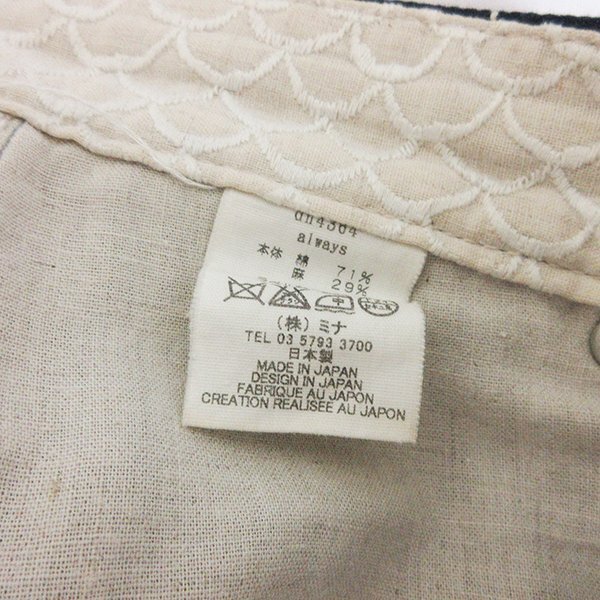 dn4364
always
本体 綿 71%
麻 29%
(株) ミナ
TEL 03 5793 3700
日本製
MADE IN JAPAN
DESIGN IN JAPAN
FABRIQUE AU JAPON
CREATION REALISEE AU JAPON